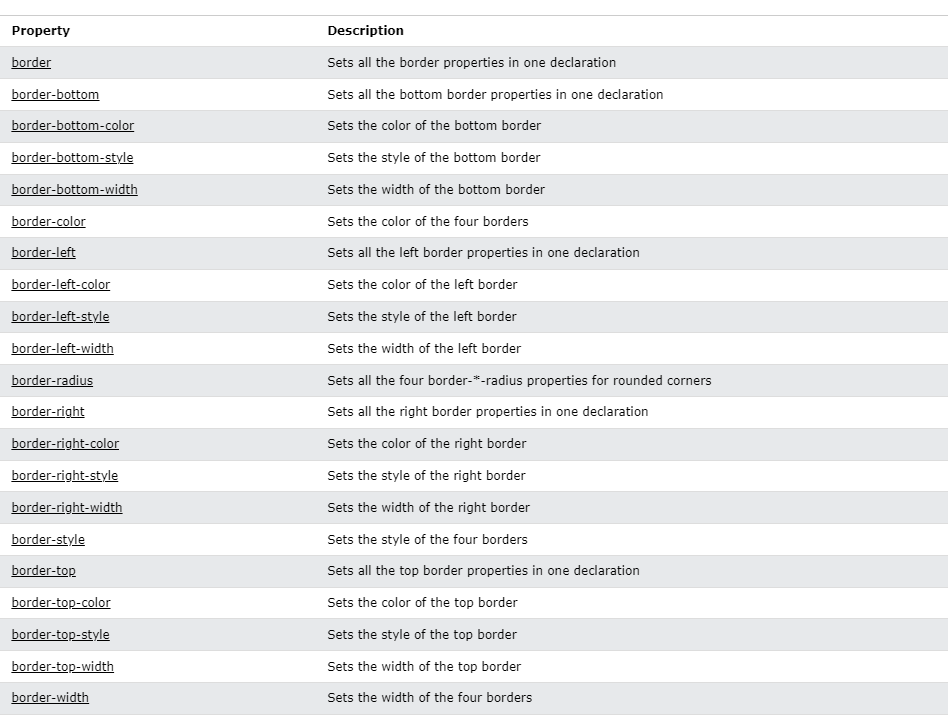 Property Description
border Sets all the border properties in one declaration
border-bottom Sets all the bottom border properties in one declaration
border-bottom-color Sets the color of the bottom border
border-bottom-style Sets the style of the bottom border
border-bottom-width Sets the width of the bottom border
border-color Sets the color of the four borders
border-left Sets all the left border properties in one declaration
border-left-color Sets the color of the left border
border-left-style Sets the style of the left border
border-left-width Sets the width of the left border
border-radius Sets all the four border-*-radius properties for rounded corners
border-right Sets all the right border properties in one declaration
border-right-color Sets the color of the right border
border-right-style Sets the style of the right border
border-right-width Sets the width of the right border
border-style Sets the style of the four borders
border-top Sets all the top border properties in one declaration
border-top-color Sets the color of the top border
border-top-style Sets the style of the top border
border-top-width Sets the width of the top border
border-width Sets the width of the four borders